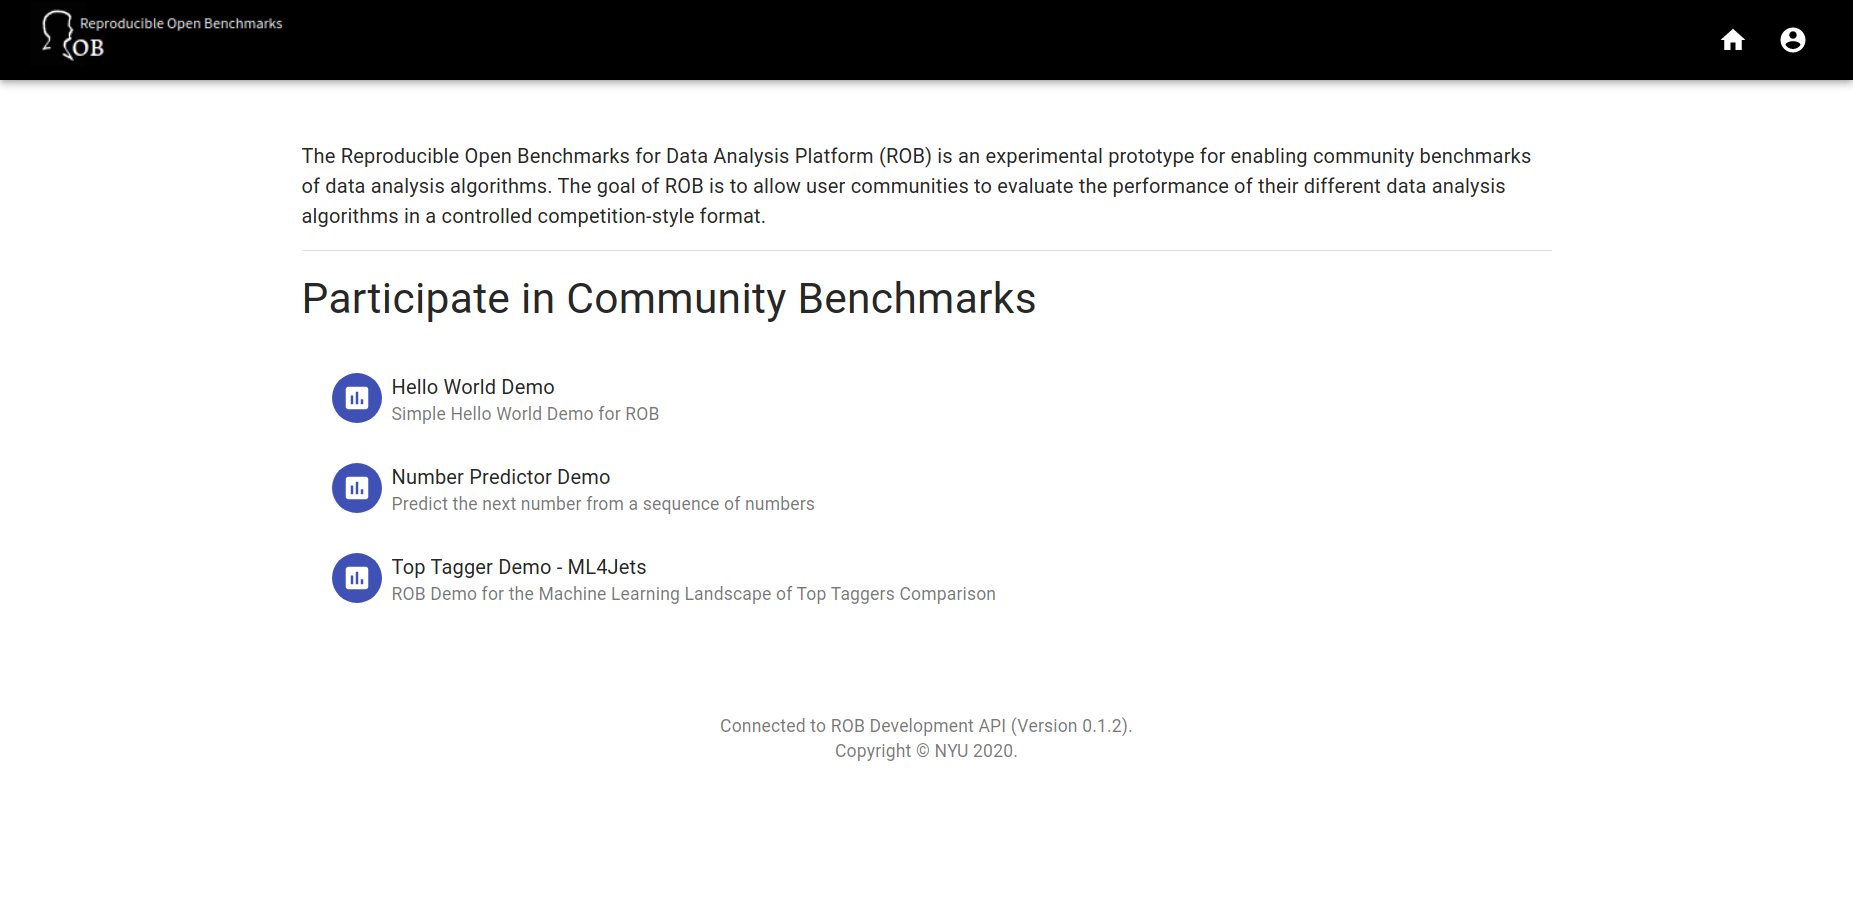 Reproducible Open Benchmarks
ROB
The Reproducible Open Benchmarks for Data Analysis Platform (ROB) is an experimental prototype for enabling community benchmarks
of data analysis algorithms. The goal of ROB is to allow user communities to evaluate the performance of their different data analysis
algorithms in a controlled competition-style format.
Participate in Community Benchmarks
Hello World Demo
Simple Hello World Demo for ROB
Number Predictor Demo
Predict the next number from a sequence of numbers
Top Tagger Demo - ML4Jets
ROB Demo for the Machine Learning Landscape of Top Taggers Comparison
Connected to ROB Development API (Version 0.1.2).
Copyright © NYU 2020.